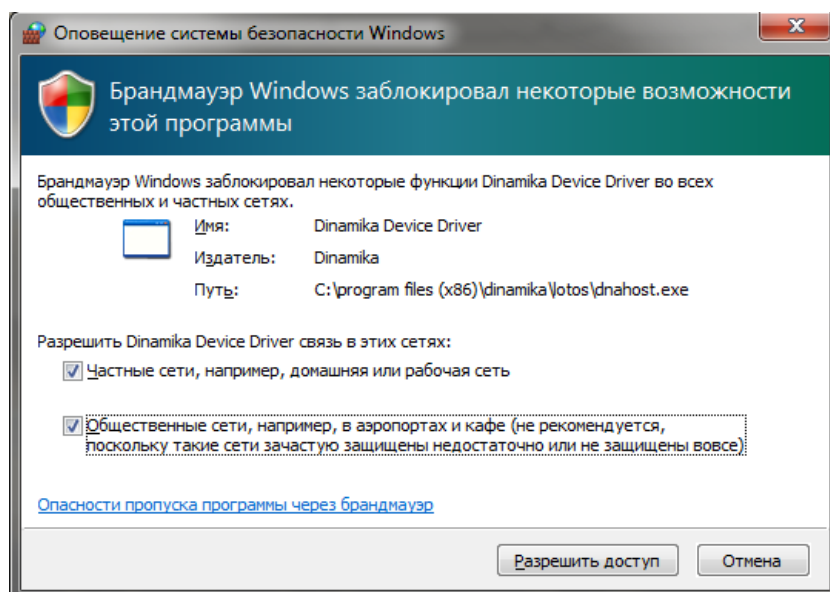 Оповещение системы безопасности Windows
Брандмауэр Windows заблокировал некоторые возможности
этой программы
Брандмауэр Windows заблокировал некоторые функции Dinamika Device Driver во всех
общественных и частных сетях.
Имя: Dinamika Device Driver
Издатель: Dinamika
Путь: C:\program files (x86)\dinamika\lotos\dnahost.exe
Разрешить Dinamika Device Driver связь в этих сетях:
Частные сети, например, домашняя или рабочая сеть
Общественные сети, например, в аэропортах и кафе (не рекомендуется,
поскольку такие сети зачастую защищены недостаточно или не защищены вовсе)
Опасности пропуска программы через брандмауэр
Разрешить доступ Отмена